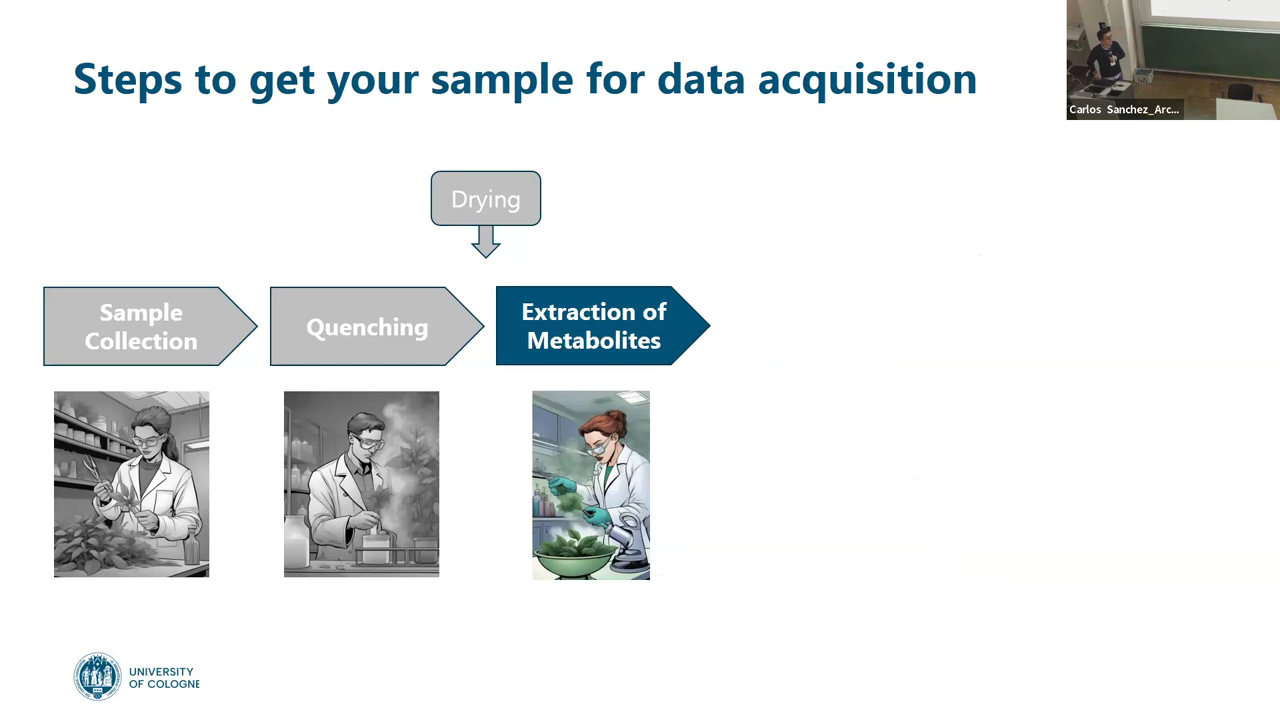 Steps to get your sample for data acquisition
Carlos Sanchez_Arc...
Drying
Sample
Collection
Quenching
Extraction of
Metabolites
UNIVERSITY
OF COLOGNE